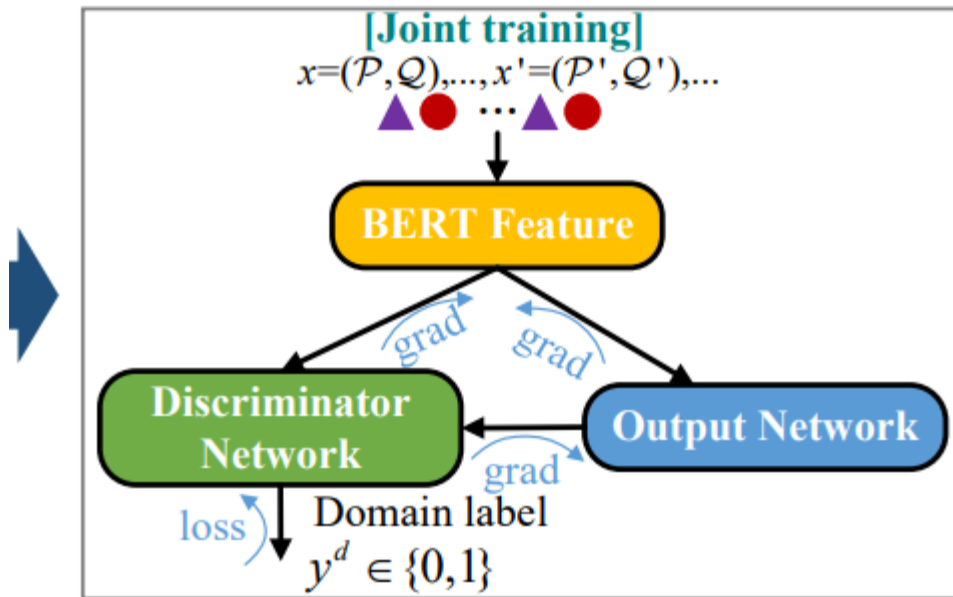 [Joint training]
x=(𝒫,𝒬),...,x'=(𝒫',𝒬'),...
...
BERT Feature
grad
grad
Discriminator
Network
Output Network
grad
loss
Domain label
y^d ∈ {0,1}